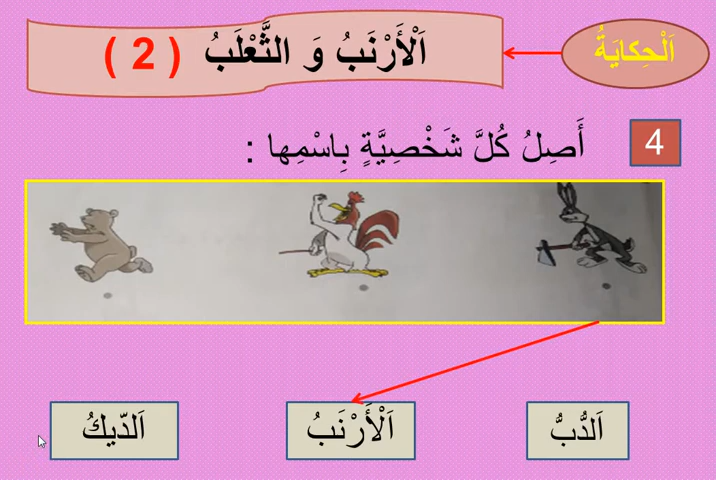 اَلْحِكايَةُ
اَلْأَرْنَبُ وَ الثَّعْلَبُ ( 2 )
4 أَصِلُ كُلَّ شَخْصِيَّةٍ بِاسْمِها :
اَلدُّبُّ اَلْأَرْنَبُ اَلدّيكُ